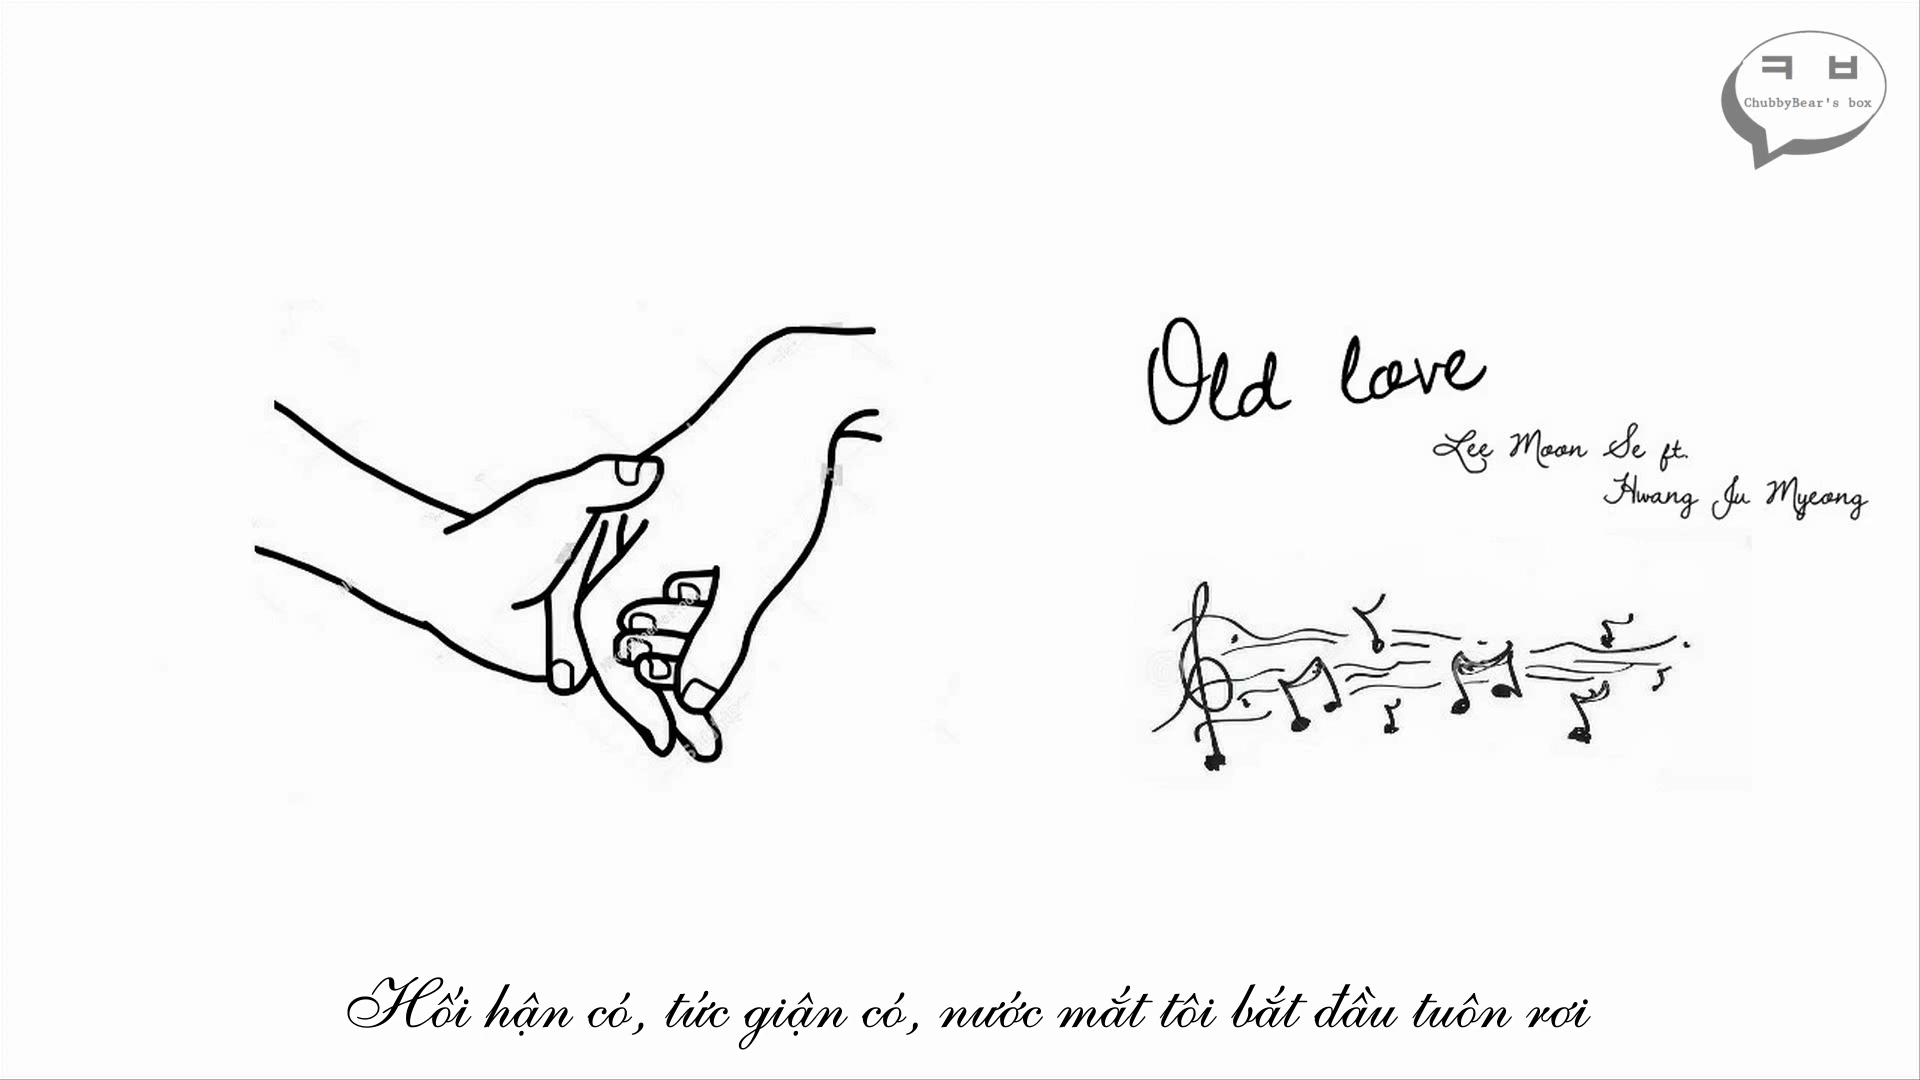 ㅋ ㅂ
ChubbyBear's box
Old love
Lee Moon Se ft.
Hwang Ju Myeong
Hối hận có, tức giận có, nước mắt tôi bắt đầu tuôn rơi